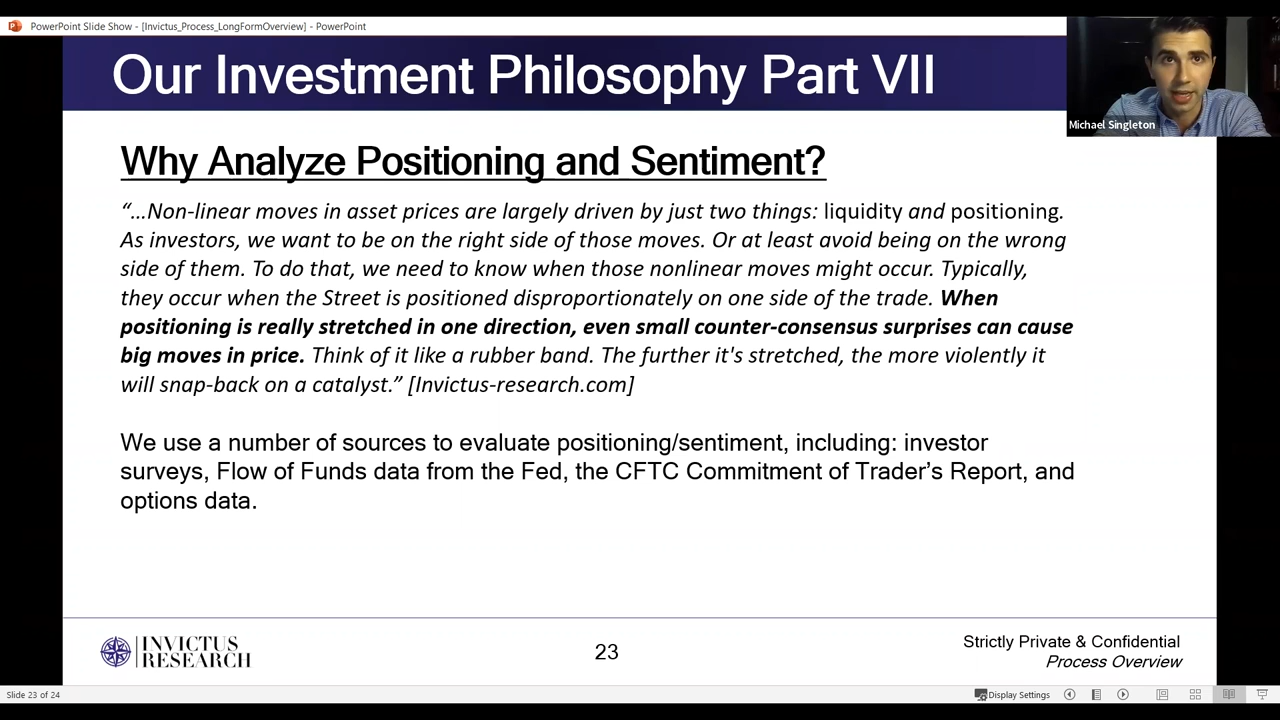 PowerPoint Slide Show - [Invictus_Process_LongFormOverview] - PowerPoint
Our Investment Philosophy Part VII
Michael Singleton
Why Analyze Positioning and Sentiment?
“…Non-linear moves in asset prices are largely driven by just two things: liquidity and positioning.
As investors, we want to be on the right side of those moves. Or at least avoid being on the wrong
side of them. To do that, we need to know when those nonlinear moves might occur. Typically,
they occur when the Street is positioned disproportionately on one side of the trade. When
positioning is really stretched in one direction, even small counter-consensus surprises can cause
big moves in price. Think of it like a rubber band. The further it's stretched, the more violently it
will snap-back on a catalyst.” [Invictus-research.com]
We use a number of sources to evaluate positioning/sentiment, including: investor
surveys, Flow of Funds data from the Fed, the CFTC Commitment of Trader’s Report, and
options data.
INVICTUS
RESEARCH
23
Strictly Private & Confidential
Process Overview
Slide 23 of 24
Display Settings